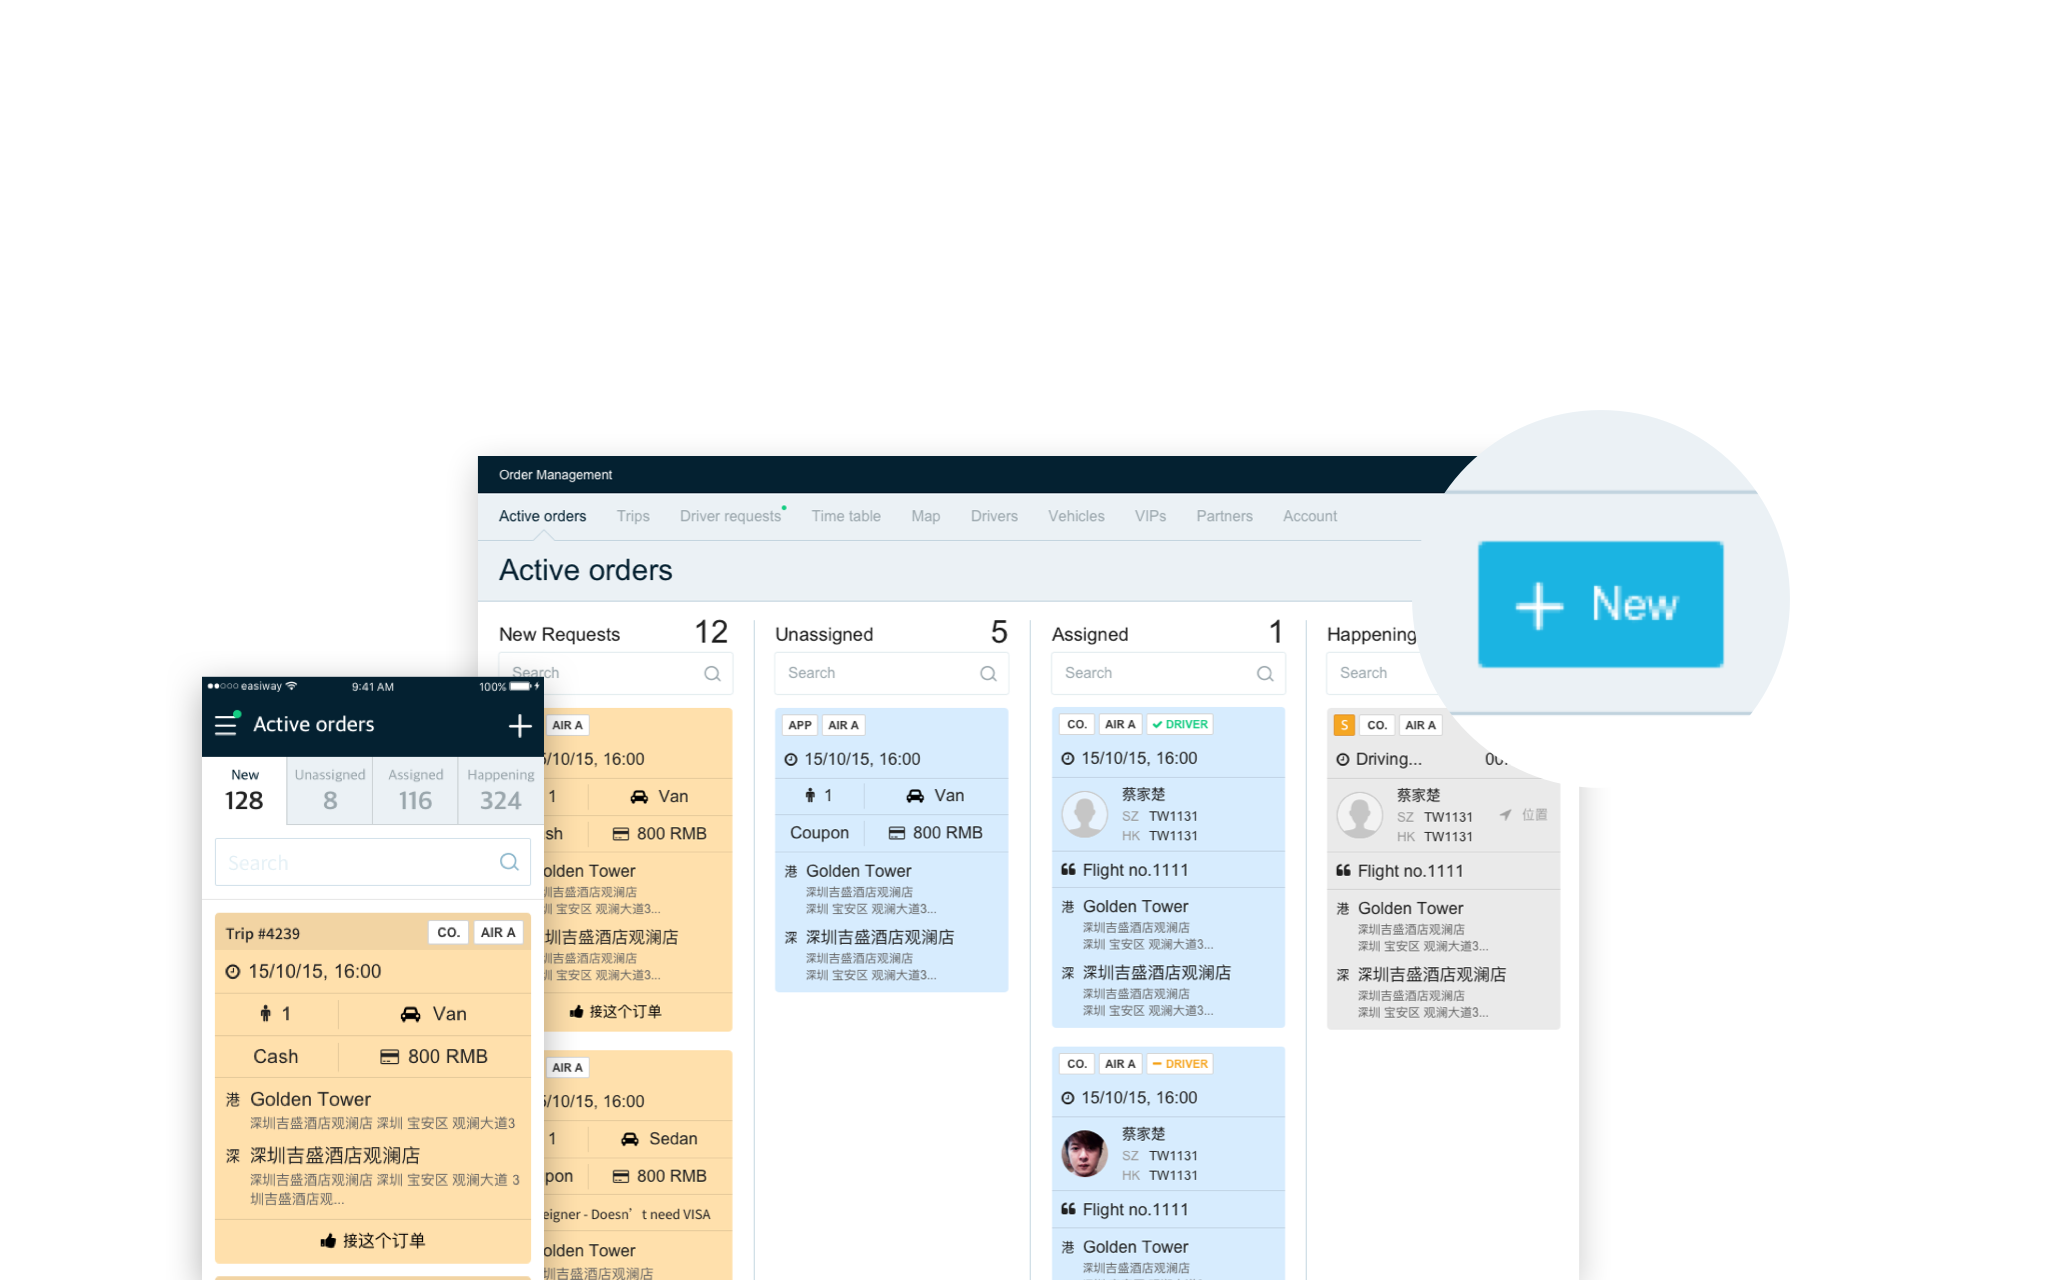 Order Management
Active orders Trips Driver requests Time table Map Drivers Vehicles VIPs Partners Account
Active orders
+ New
New Requests 12
Search
AIR A
/10/15, 16:00
1 Van
800 RMB
Golden Tower
深圳吉盛酒店观澜店
深圳 宝安区 观澜大道3...
深圳吉盛酒店观澜店
深圳吉盛酒店观澜店
深圳 宝安区 观澜大道3...
接这个订单
AIR A
/10/15, 16:00
1 Sedan
800 RMB
eigner - Doesn't need VISA
Golden Tower
圳吉盛酒店观澜店
Unassigned 5
Search
APP AIR A
15/10/15, 16:00
1 Van
Coupon 800 RMB
港 Golden Tower
深圳吉盛酒店观澜店
深圳 宝安区 观澜大道3...
深 深圳吉盛酒店观澜店
深圳吉盛酒店观澜店
深圳 宝安区 观澜大道3...
Assigned 1
Search
CO. AIR A DRIVER
15/10/15, 16:00
蔡家楚
SZ TW1131
HK TW1131
Flight no.1111
港 Golden Tower
深圳吉盛酒店观澜店
深圳 宝安区 观澜大道3...
深 深圳吉盛酒店观澜店
深圳吉盛酒店观澜店
深圳 宝安区 观澜大道3...
CO. AIR A DRIVER
15/10/15, 16:00
蔡家楚
SZ TW1131
HK TW1131
Flight no.1111
港 Golden Tower
深圳吉盛酒店观澜店
Happening
Search
S CO. AIR A
Driving... 00.
蔡家楚
SZ TW1131
HK TW1131
位置
Flight no.1111
港 Golden Tower
深圳吉盛酒店观澜店
深圳 宝安区 观澜大道3...
深 深圳吉盛酒店观澜店
深圳吉盛酒店观澜店
深圳 宝安区 观澜大道3...
easiway 9:41 AM 100%
Active orders
New Unassigned Assigned Happening
128 8 116 324
Search
Trip #4239 CO. AIR A
15/10/15, 16:00
1 Van
Cash 800 RMB
港 Golden Tower
深圳吉盛酒店观澜店 深圳 宝安区 观澜大道3
深 深圳吉盛酒店观澜店
深圳吉盛酒店观澜店 深圳 宝安区 观澜大道 3
圳吉盛酒店观...
接这个订单